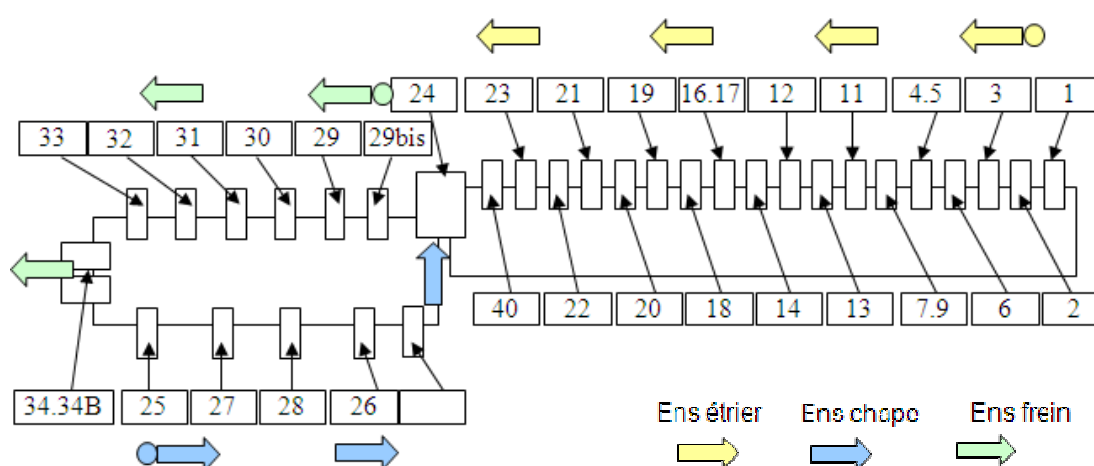 24 23 21 19 16.17 12 11 4.5 3 1
33 32 31 30 29 29bis
40 22 20 18 14 13 7.9 6 2
34.34B 25 27 28 26
Ens étrier Ens chape Ens frein